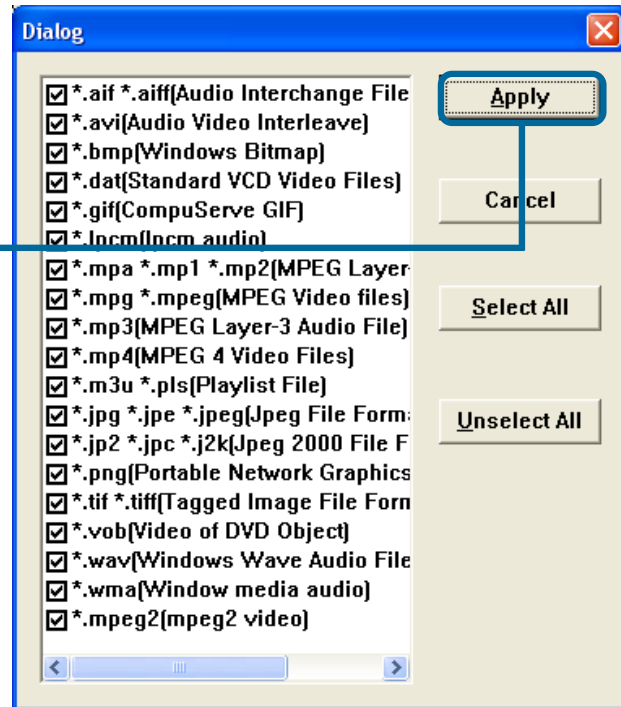 Dialog
*.aif *.aiff(Audio Interchange File
*.avi(Audio Video Interleave)
*.bmp(Windows Bitmap)
*.dat(Standard VCD Video Files)
*.gif(CompuServe GIF)
*.lpcm(lpcm audio)
*.mpa *.mp1 *.mp2(MPEG Layer-
*.mpg *.mpeg(MPEG Video files)
*.mp3(MPEG Layer-3 Audio File)
*.mp4(MPEG 4 Video Files)
*.m3u *.pls(Playlist File)
*.jpg *.jpe *.jpeg(Jpeg File Forma
*.jp2 *.jpc *.j2k(Jpeg 2000 File F
*.png(Portable Network Graphics
*.tif *.tiff(Tagged Image File Form
*.vob(Video of DVD Object)
*.wav(Windows Wave Audio File
*.wma(Window media audio)
*.mpeg2(mpeg2 video)
Apply
Cancel
Select All
Unselect All